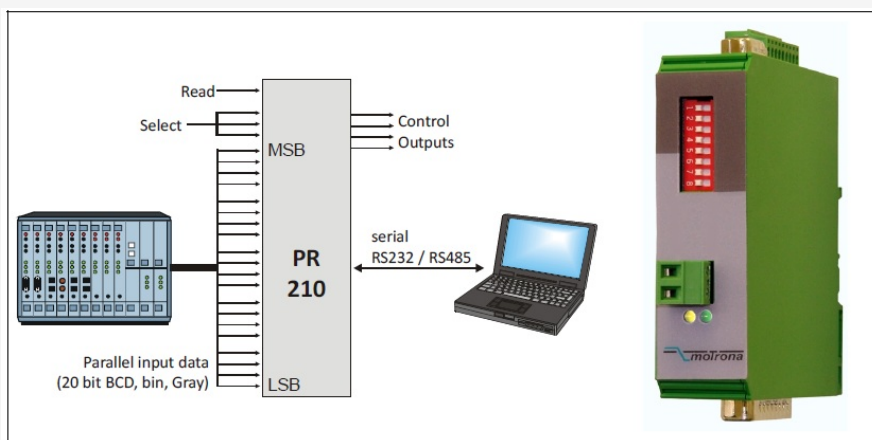 Read
Select
MSB
Control
Outputs
PR
210
serial
RS232 / RS485
Parallel input data
(20 bit BCD, bin, Gray)
LSB
1
2
3
4
5
6
7
8
motrona